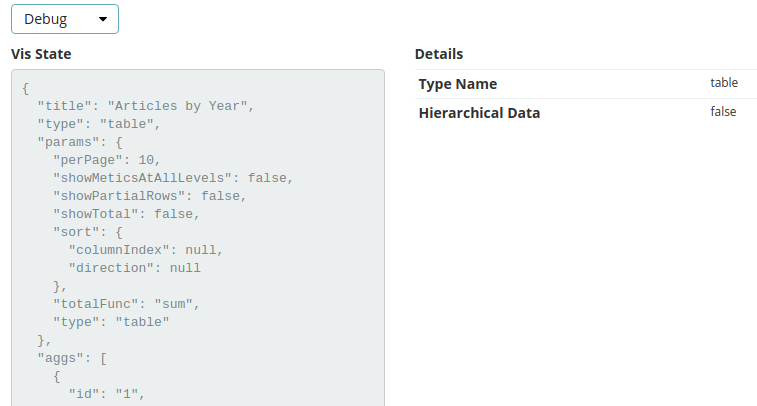 Debug
Vis State
{
  "title": "Articles by Year",
  "type": "table",
  "params": {
    "perPage": 10,
    "showMeticsAtAllLevels": false,
    "showPartialRows": false,
    "showTotal": false,
    "sort": {
      "columnIndex": null,
      "direction": null
    },
    "totalFunc": "sum",
    "type": "table"
  },
  "aggs": [
    {
      "id": "1",
Details
Type Name table
Hierarchical Data false